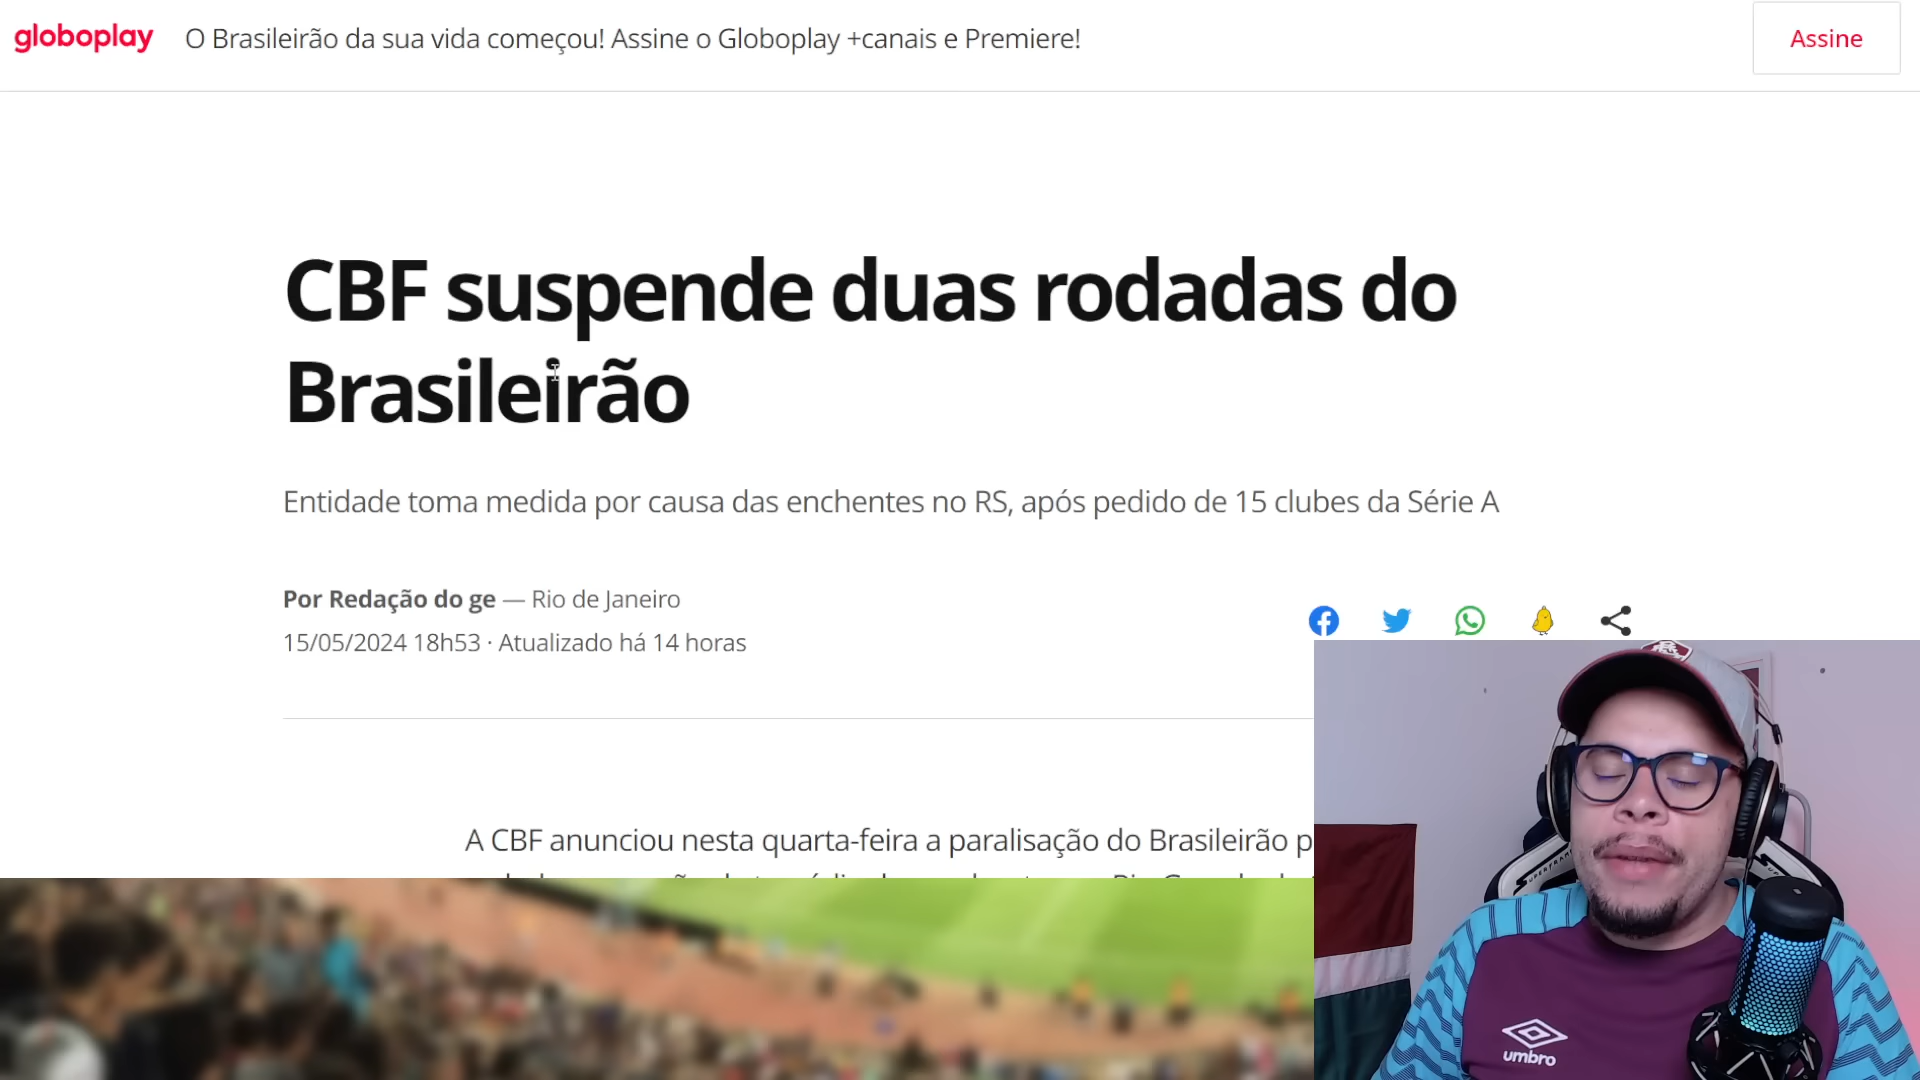 globoplay O Brasileirão da sua vida começou! Assine o Globoplay +canais e Premiere! Assine
CBF suspende duas rodadas do
Brasileirão
Entidade toma medida por causa das enchentes no RS, após pedido de 15 clubes da Série A
Por Redação do ge — Rio de Janeiro
15/05/2024 18h53 · Atualizado há 14 horas
A CBF anunciou nesta quarta-feira a paralisação do Brasileirão p
umbro